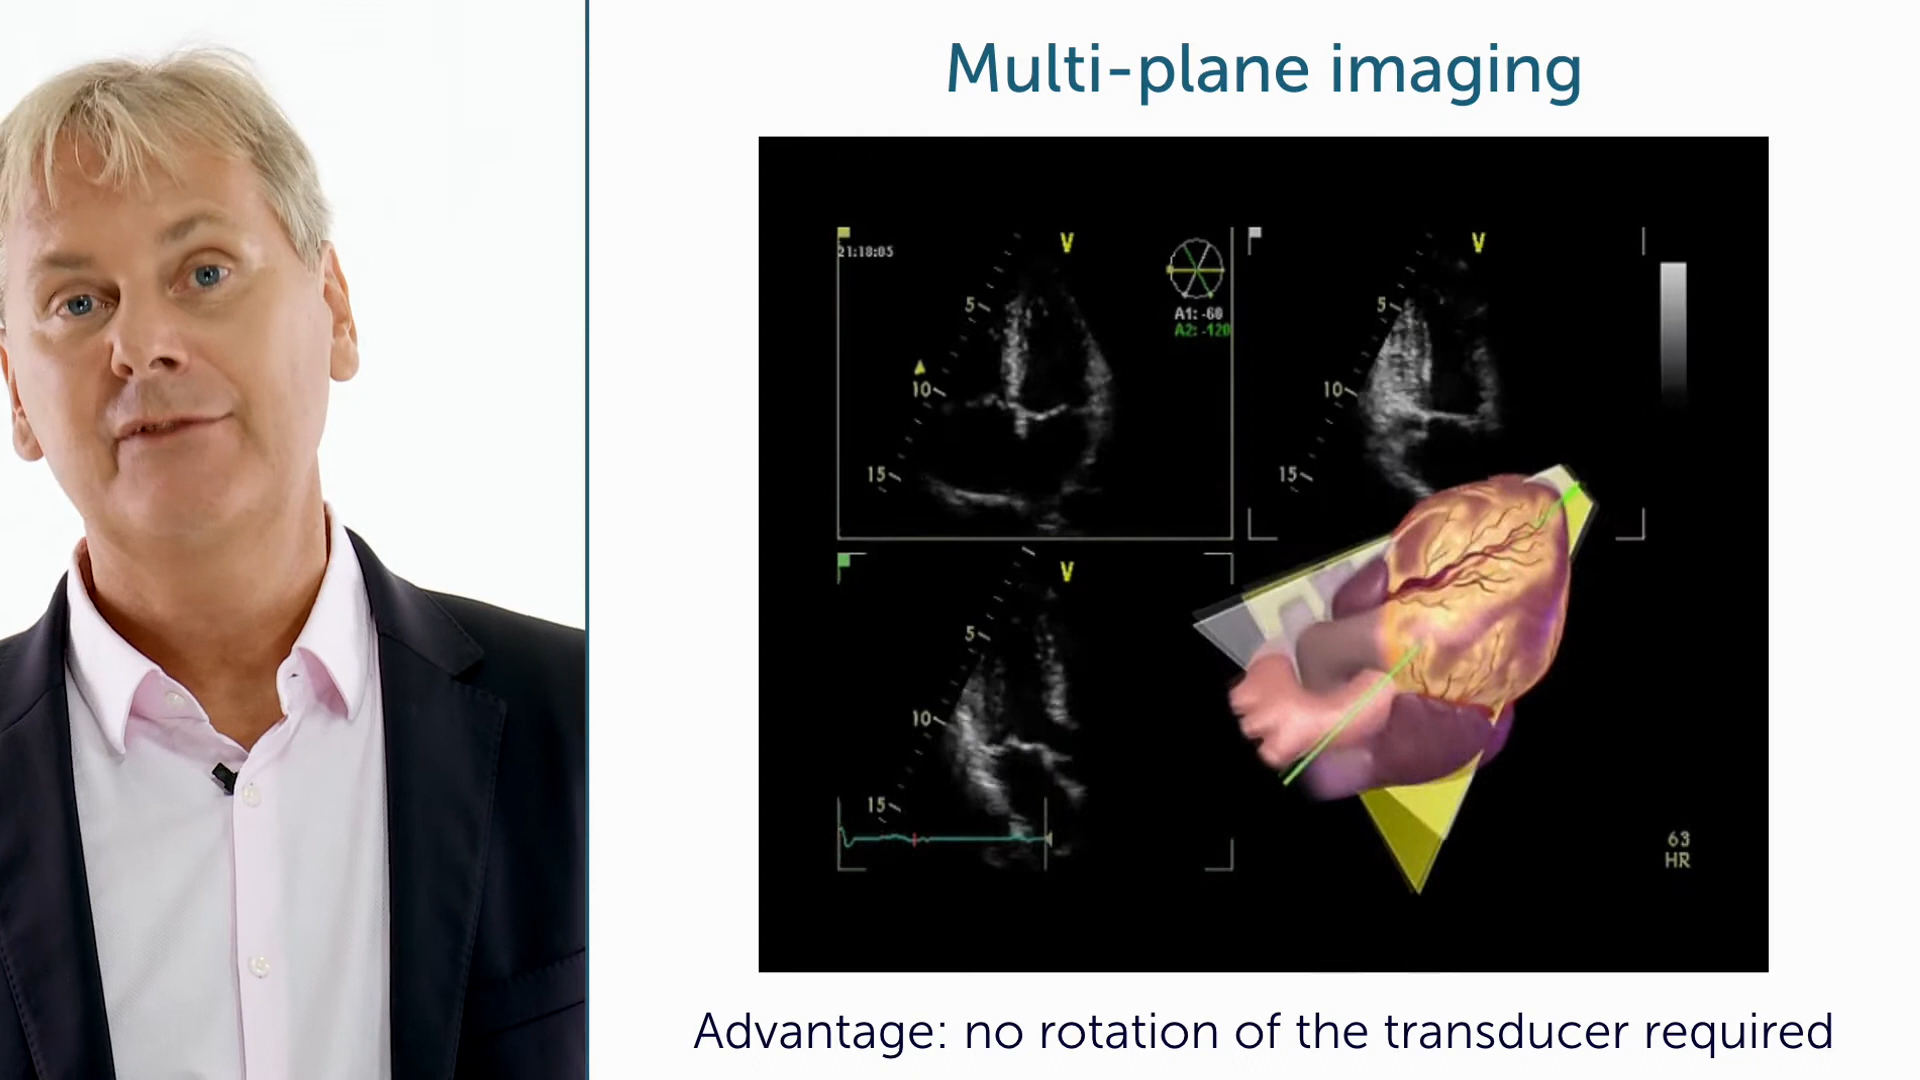 Multi-plane imaging
21:18:05
V
V
5
5
A1: -60
A2: -120
10
10
15
15
V
5
10
15
63
HR
Advantage: no rotation of the transducer required